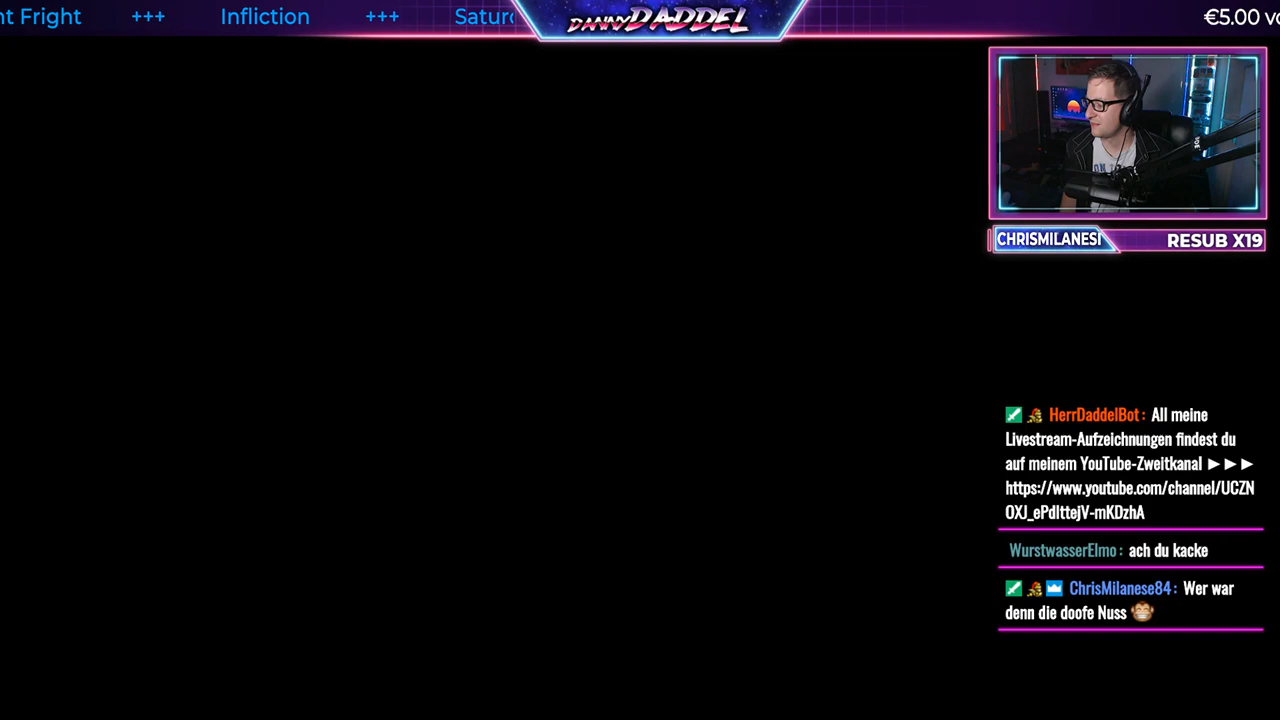 nt Fright +++ Infliction +++ Satur
DANNYDADDEL
€5.00 vo
CHRISMILANESI
RESUB X19
HerrDaddelBot: All meine
Livestream-Aufzeichnungen findest du
auf meinem YouTube-Zweitkanal ►►►
https://www.youtube.com/channel/UCZN
OXJ_ePdIttejV-mKDzhA
WurstwasserElmo: ach du kacke
ChrisMilanese84: Wer war
denn die doofe Nuss